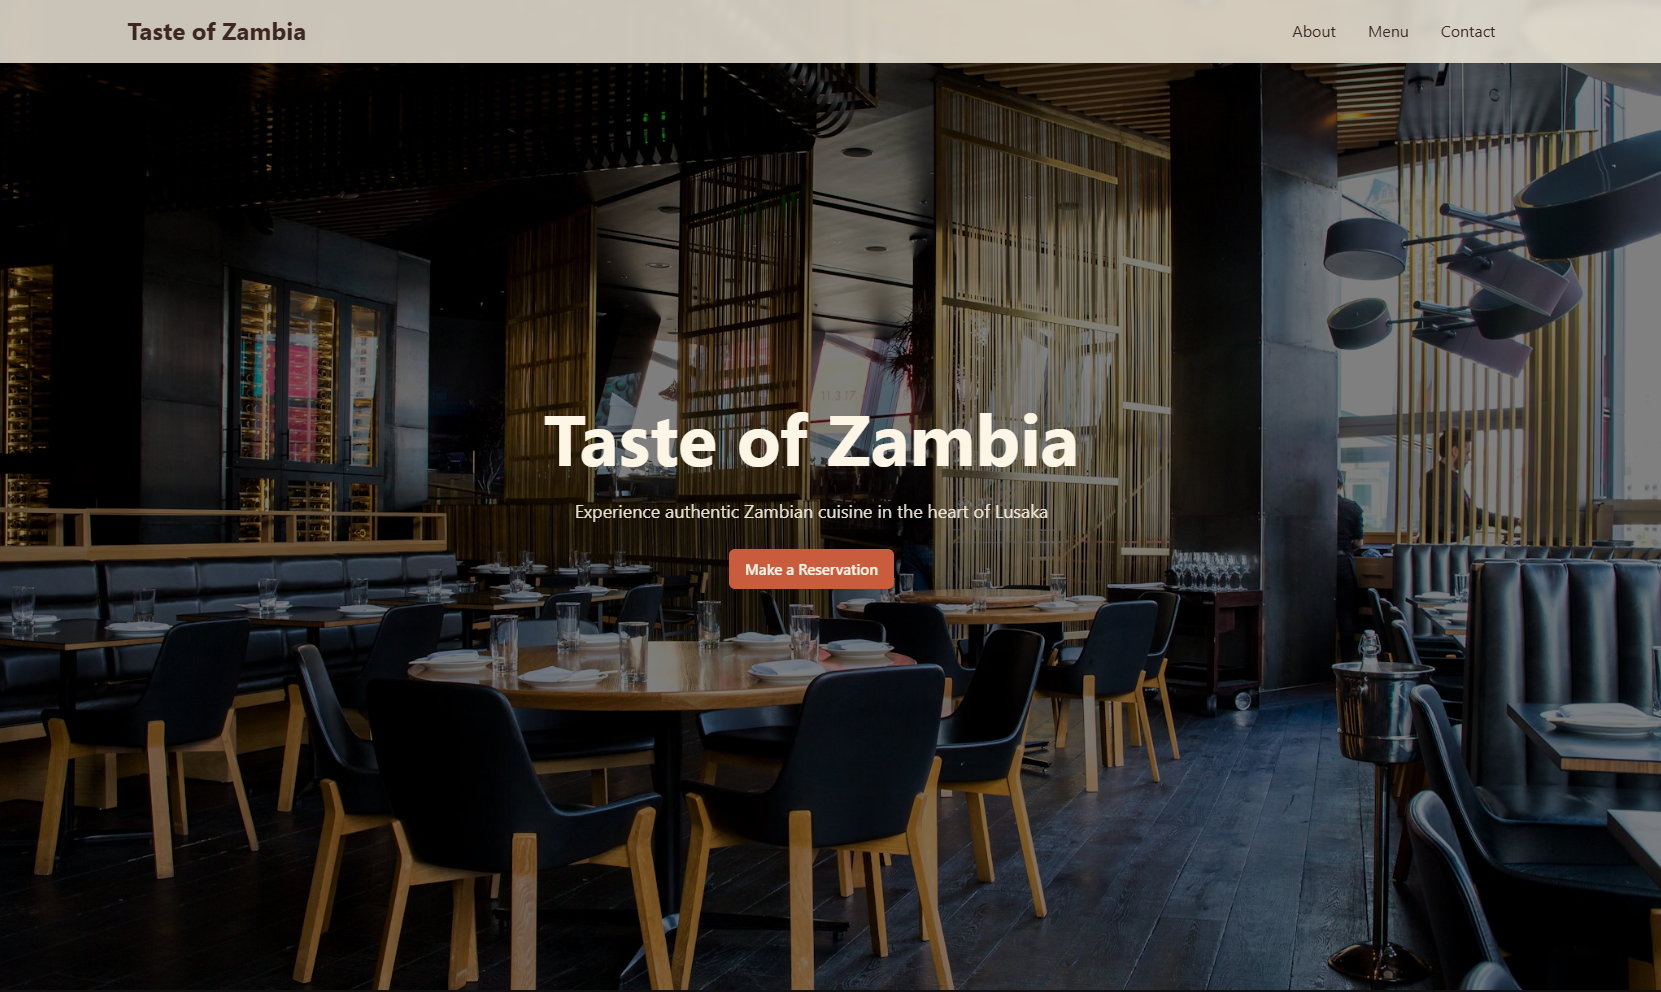 Taste of Zambia
About Menu Contact
Taste of Zambia
Experience authentic Zambian cuisine in the heart of Lusaka
Make a Reservation